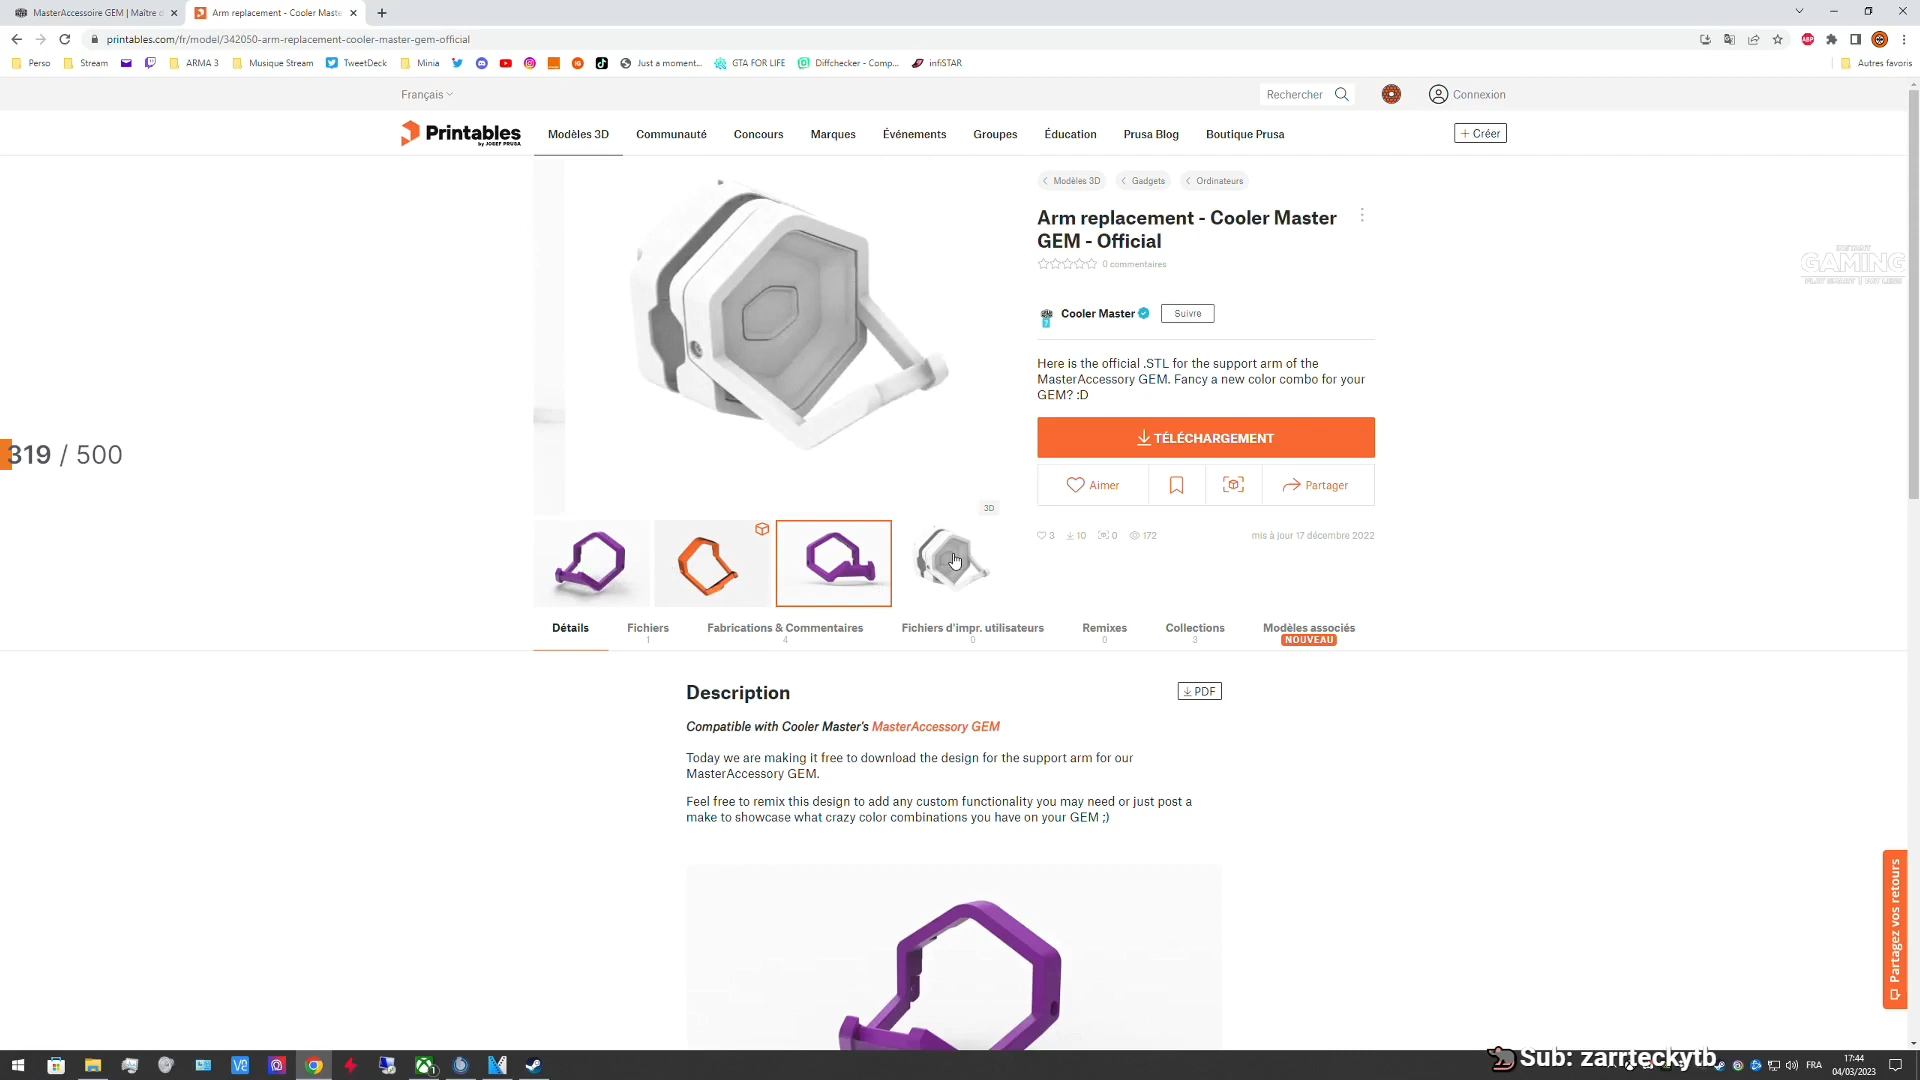 MasterAccessoire GEM | Maître d
Arm replacement - Cooler Maste
printables.com/fr/model/342050-arm-replacement-cooler-master-gem-official
Perso
Stream
ARMA 3
Musique Stream
TweetDeck
Minia
Just a moment...
GTA FOR LIFE
Diffchecker - Comp...
infiSTAR
Autres favoris
Français
Rechercher
Connexion
Printables
by JOSEF PRUSA
Modèles 3D
Communauté
Concours
Marques
Événements
Groupes
Éducation
Prusa Blog
Boutique Prusa
+ Créer
Modèles 3D
Gadgets
Ordinateurs
Arm replacement - Cooler Master
GEM - Official
0 commentaires
INSTANT
GAMING
PLAY SMART | PAY LESS
Cooler Master
Suivre
Here is the official .STL for the support arm of the
MasterAccessory GEM. Fancy a new color combo for your
GEM? :D
TÉLÉCHARGEMENT
319 / 500
Aimer
Partager
3D
3
10
0
172
mis à jour 17 décembre 2022
Détails
Fichiers
1
Fabrications & Commentaires
4
Fichiers d'impr. utilisateurs
0
Remixes
0
Collections
3
Modèles associés
NOUVEAU
Description
PDF
Compatible with Cooler Master's MasterAccessory GEM
Today we are making it free to download the design for the support arm for our
MasterAccessory GEM.
Feel free to remix this design to add any custom functionality you may need or just post a
make to showcase what crazy color combinations you have on your GEM ;)
Partagez vos retours
Sub: zarrteckytb
FRA
17:44
04/03/2023